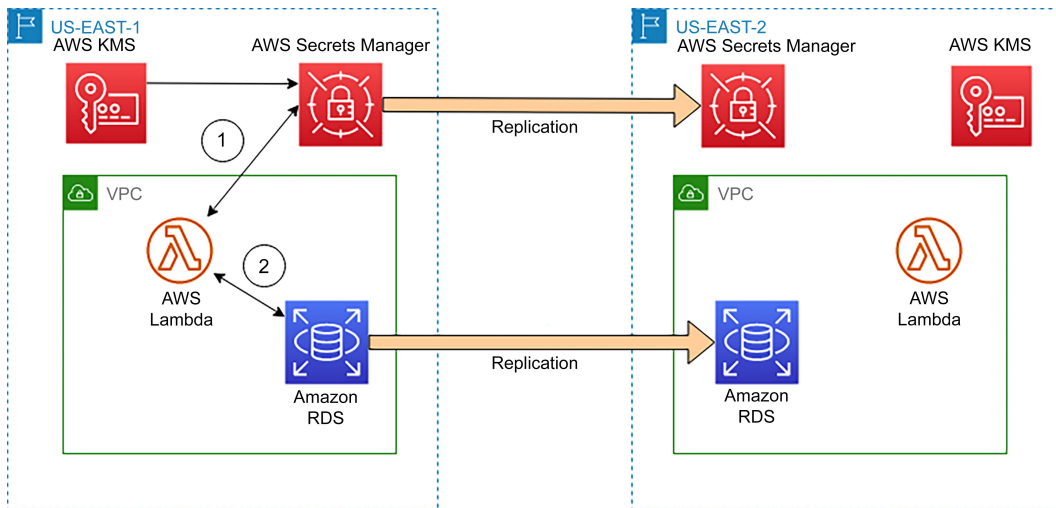 US-EAST-1
AWS KMS
AWS Secrets Manager
US-EAST-2
AWS Secrets Manager
AWS KMS
Replication
1
VPC
VPC
2
AWS
Lambda
AWS
Lambda
Replication
Amazon
RDS
Amazon
RDS